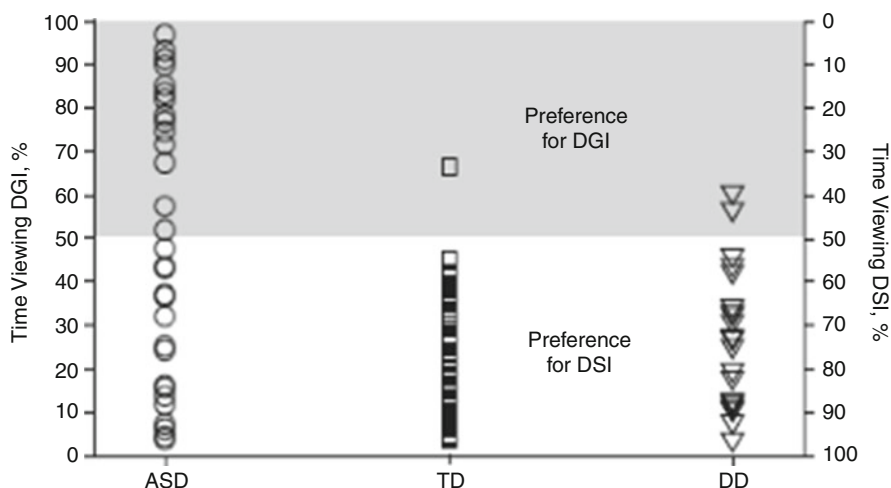 Time Viewing DGI, %
100
90
80
70
60
50
40
30
20
10
0
Preference
for DGI
Preference
for DSI
0
10
20
30
40
50
60
70
80
90
100
Time Viewing DSI, %
ASD
TD
DD